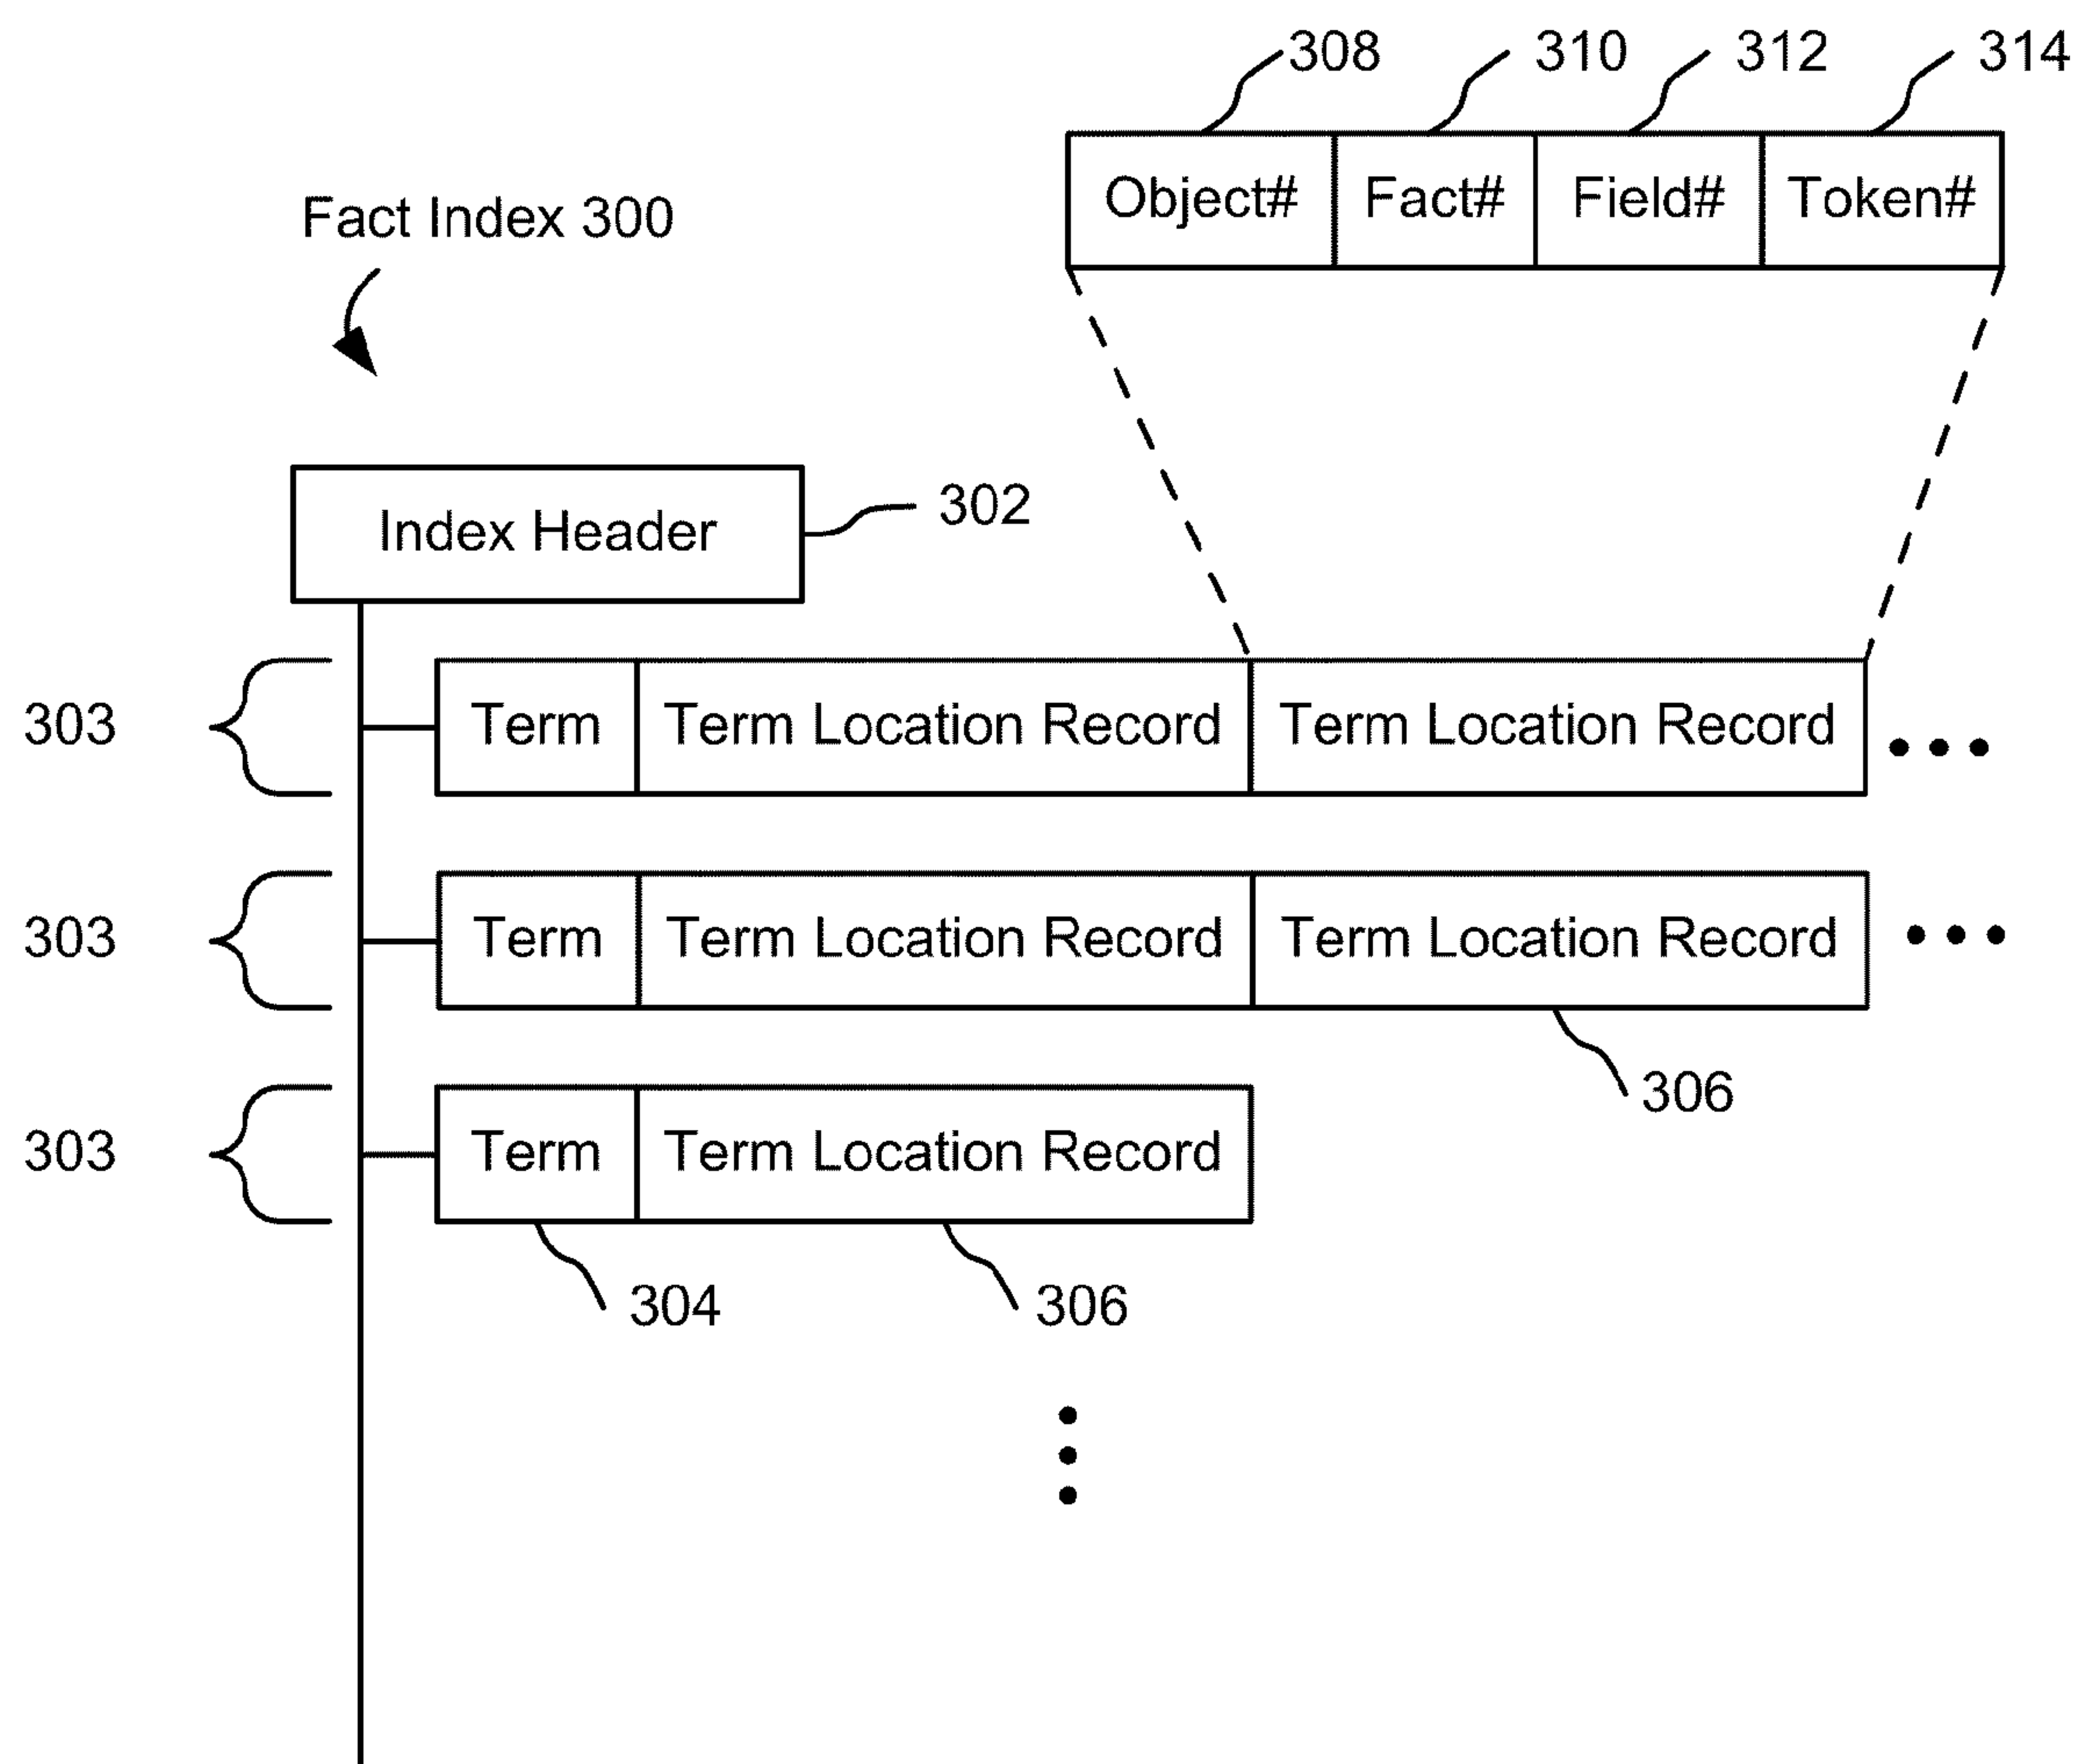 308 310 312 314
Object# Fact# Field# Token#
Fact Index 300
Index Header 302
303 Term Term Location Record Term Location Record
303 Term Term Location Record Term Location Record
306
303 Term Term Location Record
304 306